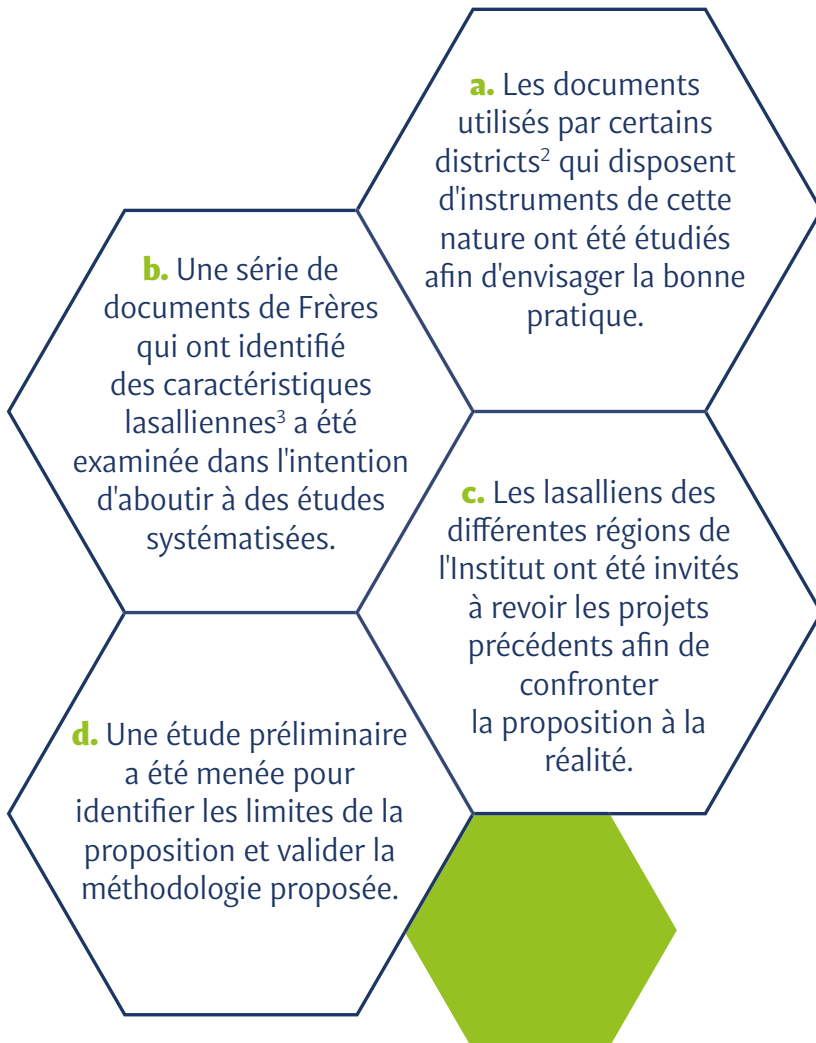 a. Les documents
utilisés par certains
districts² qui disposent
d'instruments de cette
nature ont été étudiés
afin d'envisager la bonne
pratique.
b. Une série de
documents de Frères
qui ont identifié
des caractéristiques
lasalliennes³ a été
examinée dans l'intention
d'aboutir à des études
systématisées.
c. Les lasalliens des
différentes régions de
l'Institut ont été invités
à revoir les projets
précédents afin de
confronter
la proposition à la
réalité.
d. Une étude préliminaire
a été menée pour
identifier les limites de la
proposition et valider la
méthodologie proposée.